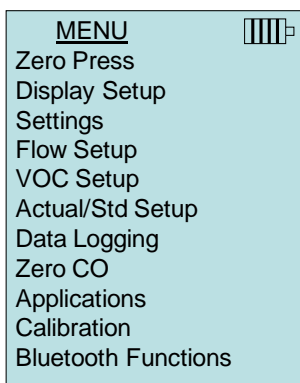 MENU
Zero Press
Display Setup
Settings
Flow Setup
VOC Setup
Actual/Std Setup
Data Logging
Zero CO
Applications
Calibration
Bluetooth Functions